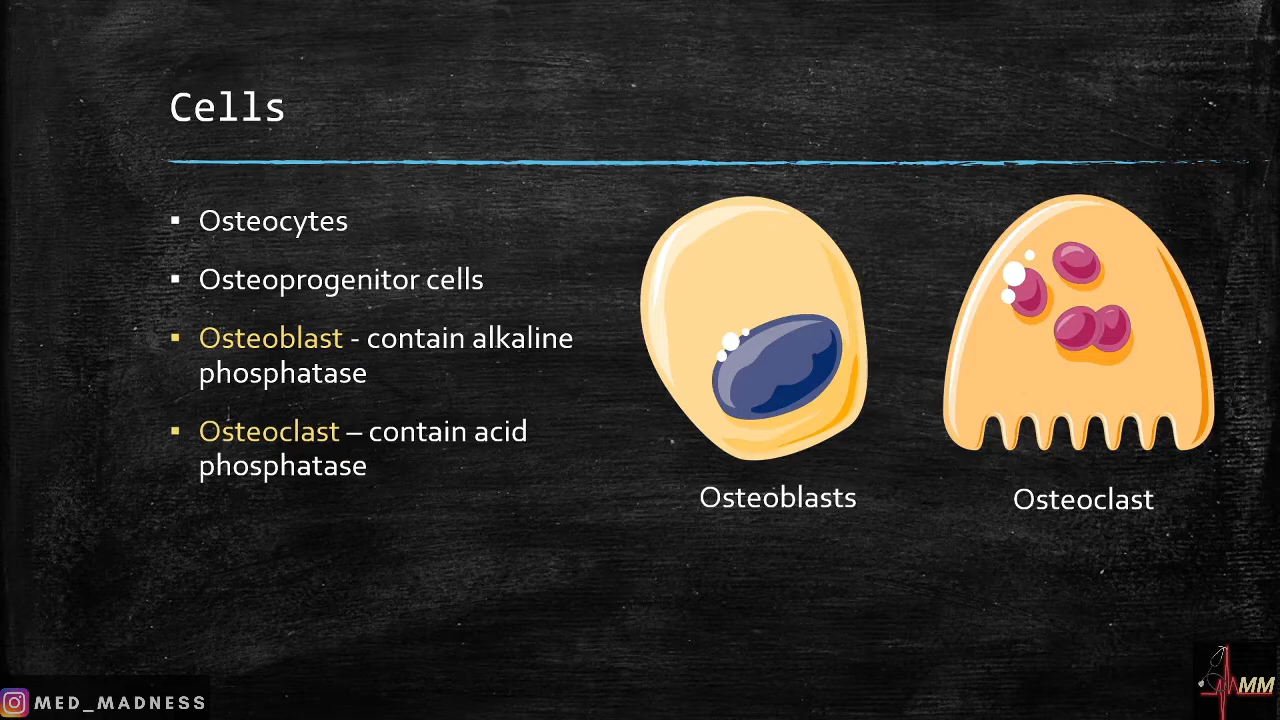 Cells
▪ Osteocytes
▪ Osteoprogenitor cells
▪ Osteoblast - contain alkaline
phosphatase
▪ Osteoclast – contain acid
phosphatase
Osteoblasts
Osteoclast
MED_MADNESS
MM